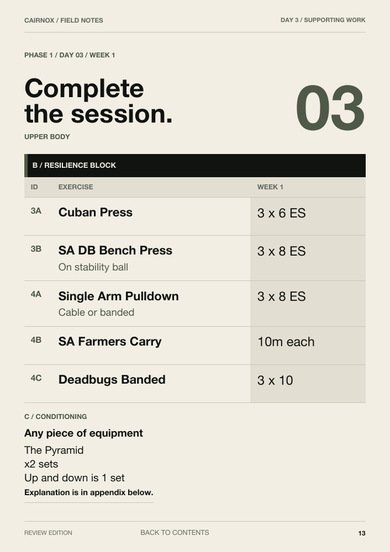 CAIRNOX / FIELD NOTES
DAY 3 / SUPPORTING WORK
PHASE 1 / DAY 03 / WEEK 1
Complete
the session.
03
UPPER BODY
B / RESILIENCE BLOCK
ID EXERCISE WEEK 1
3A Cuban Press 3 x 6 ES
3B SA DB Bench Press 3 x 8 ES
On stability ball
4A Single Arm Pulldown 3 x 8 ES
Cable or banded
4B SA Farmers Carry 10m each
4C Deadbugs Banded 3 x 10
C / CONDITIONING
Any piece of equipment
The Pyramid
x2 sets
Up and down is 1 set
Explanation is in appendix below.
REVIEW EDITION BACK TO CONTENTS 13